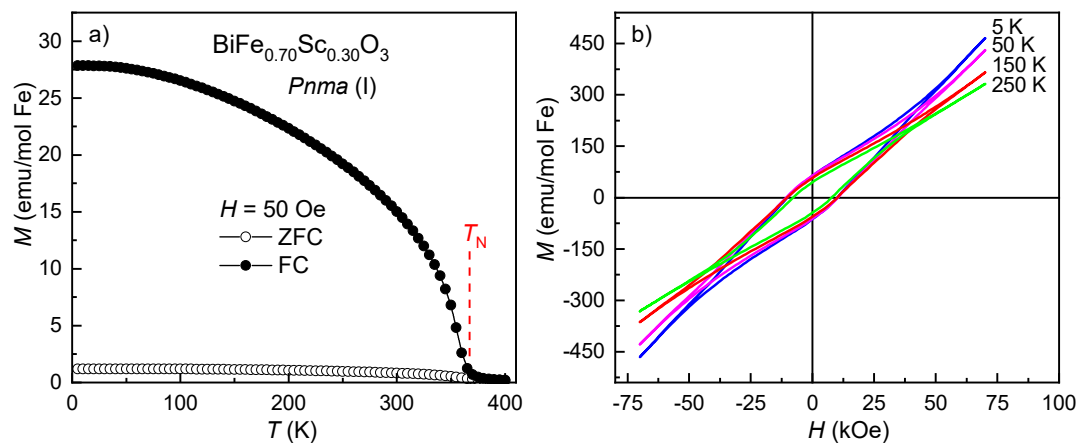 a)
BiFe0.70Sc0.30O3
Pnma (I)
H = 50 Oe
ZFC
FC
TN
M (emu/mol Fe)
30
25
20
15
10
5
0
0 100 200 300 400
T (K)
b)
5 K
50 K
150 K
250 K
M (emu/mol Fe)
450
300
150
0
-150
-300
-450
-75 -50 -25 0 25 50 75 100
H (kOe)